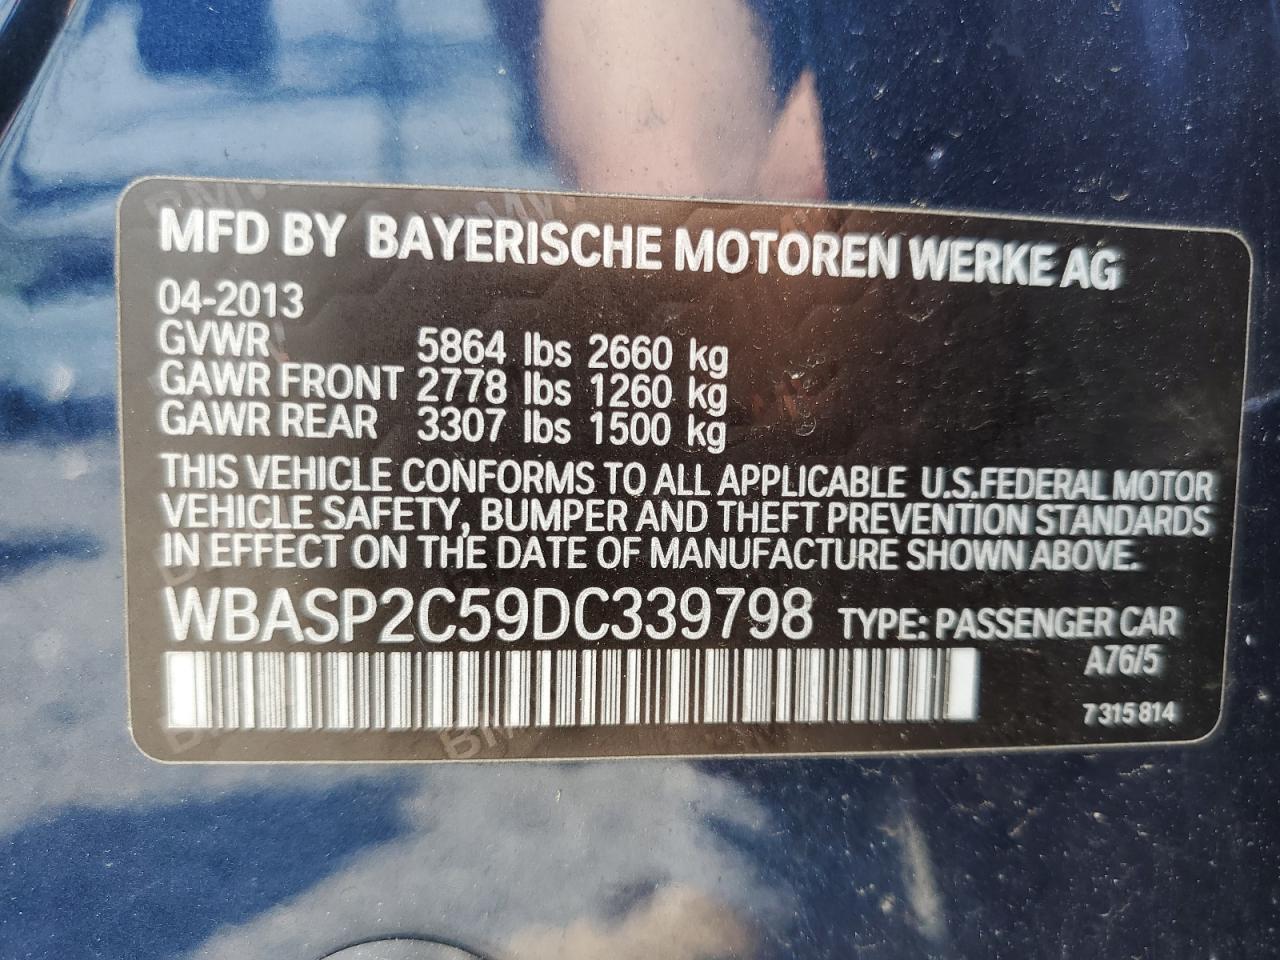 MFD BY BAYERISCHE MOTOREN WERKE AG
04-2013
GVWR 5864 lbs 2660 kg
GAWR FRONT 2778 lbs 1260 kg
GAWR REAR 3307 lbs 1500 kg
THIS VEHICLE CONFORMS TO ALL APPLICABLE U.S.FEDERAL MOTOR
VEHICLE SAFETY, BUMPER AND THEFT PREVENTION STANDARDS
IN EFFECT ON THE DATE OF MANUFACTURE SHOWN ABOVE.
WBASP2C59DC339798 TYPE: PASSENGER CAR
A76/5
7 315 814